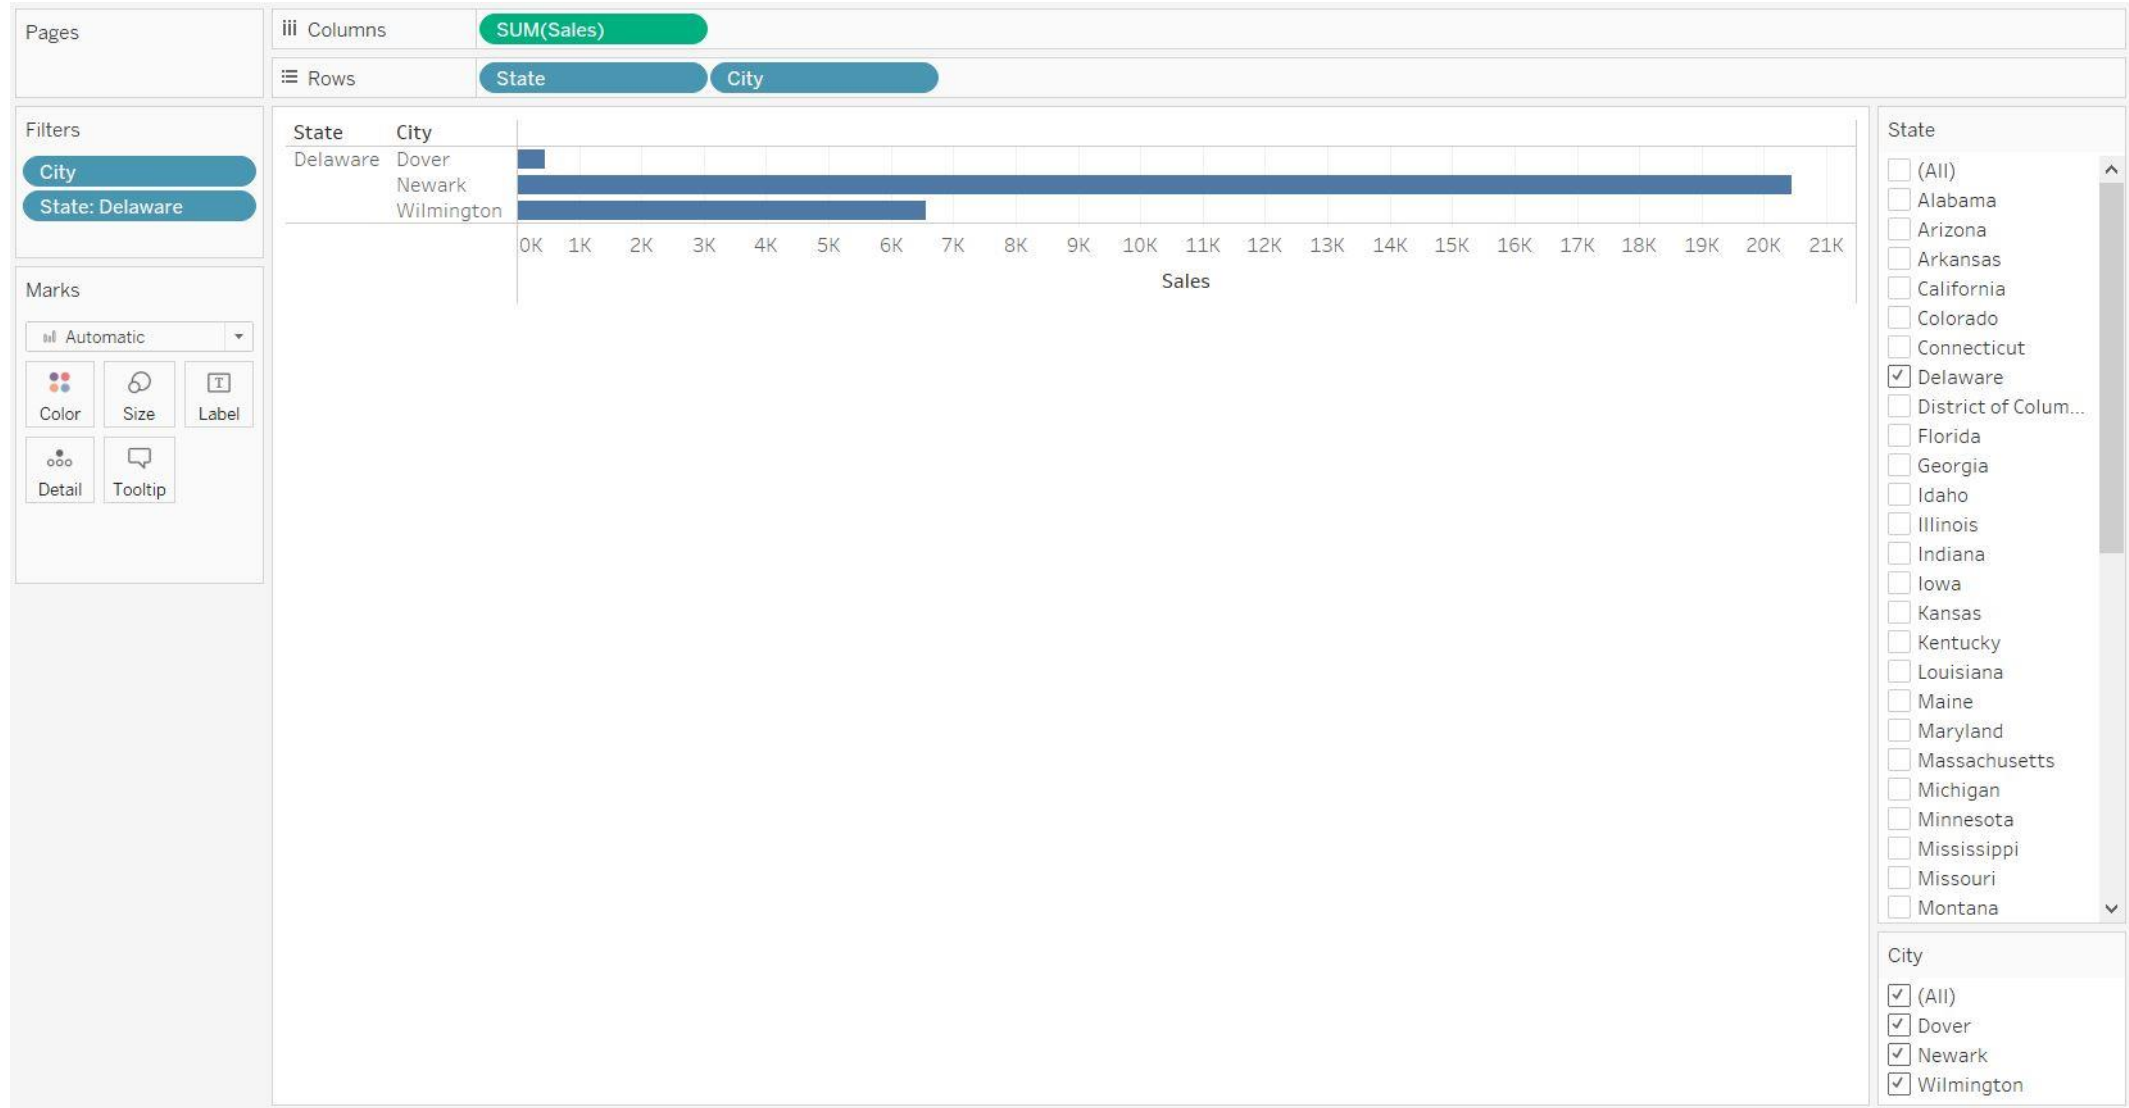 Pages
Columns SUM(Sales)
Rows State City
Filters
City
State: Delaware
Marks
Automatic
Color Size Label
Detail Tooltip
State City
Delaware Dover
Newark
Wilmington
0K 1K 2K 3K 4K 5K 6K 7K 8K 9K 10K 11K 12K 13K 14K 15K 16K 17K 18K 19K 20K 21K
Sales
State
(All)
Alabama
Arizona
Arkansas
California
Colorado
Connecticut
Delaware
District of Colum...
Florida
Georgia
Idaho
Illinois
Indiana
Iowa
Kansas
Kentucky
Louisiana
Maine
Maryland
Massachusetts
Michigan
Minnesota
Mississippi
Missouri
Montana
City
(All)
Dover
Newark
Wilmington